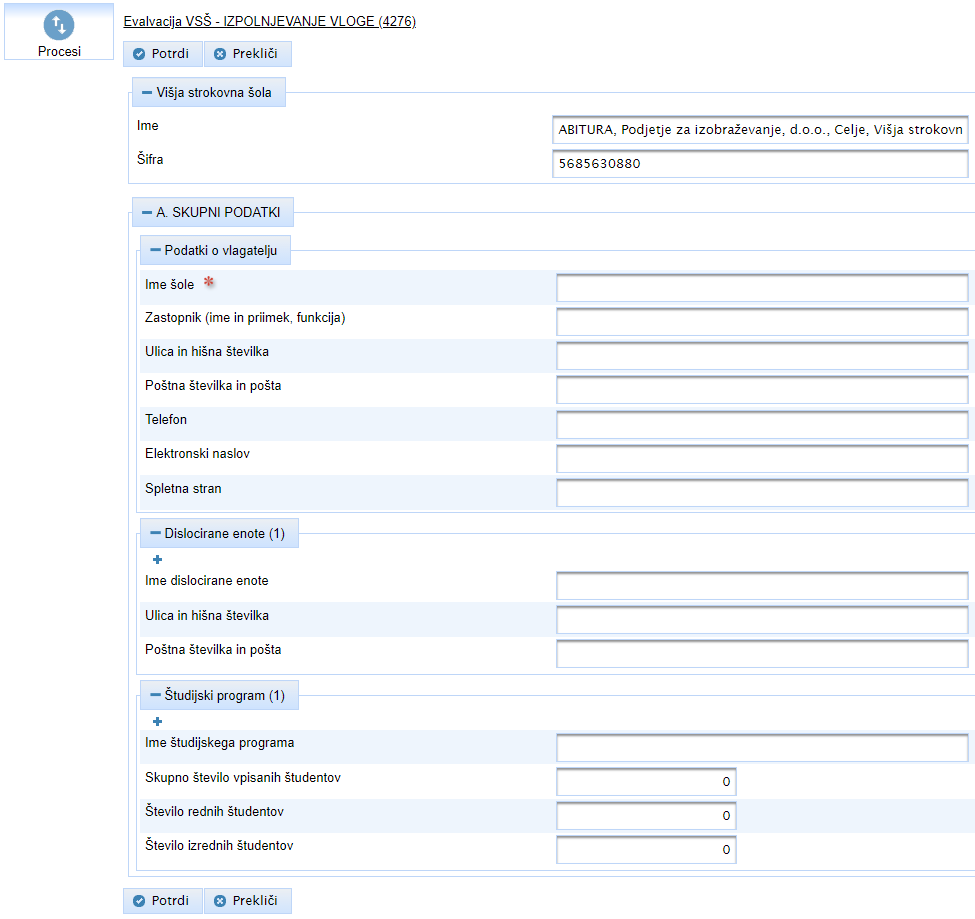 Procesi
Evalvacija VSŠ - IZPOLNJEVANJE VLOGE (4276)
Potrdi Prekliči
Višja strokovna šola
Ime ABITURA, Podjetje za izobraževanje, d.o.o., Celje, Višja strokovn
Šifra 5685630880
A. SKUPNI PODATKI
Podatki o vlagatelju
Ime šole *
Zastopnik (ime in priimek, funkcija)
Ulica in hišna številka
Poštna številka in pošta
Telefon
Elektronski naslov
Spletna stran
Dislocirane enote (1)
Ime dislocirane enote
Ulica in hišna številka
Poštna številka in pošta
Študijski program (1)
Ime študijskega programa
Skupno število vpisanih študentov 0
Število rednih študentov 0
Število izrednih študentov 0
Potrdi Prekliči